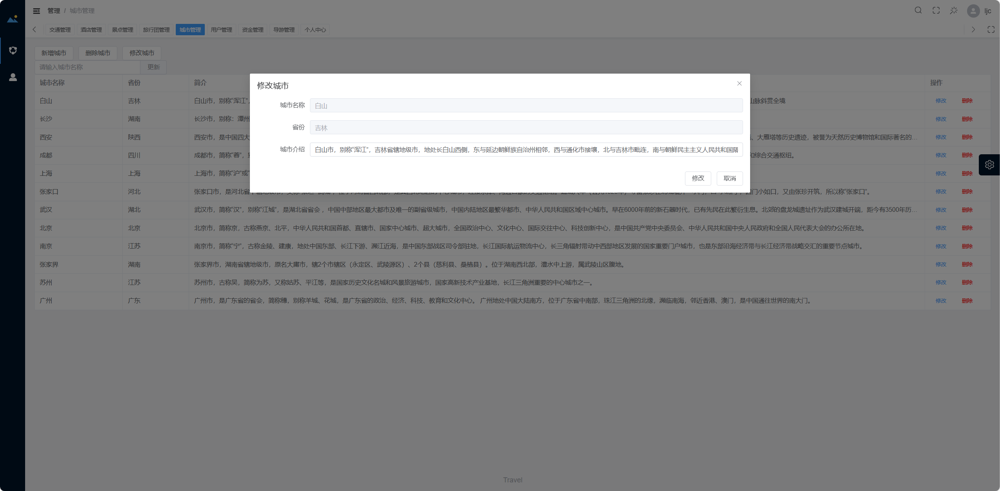 管理 / 城市管理
ljc
交通管理 酒店管理 景点管理 旅行团管理 城市管理 用户管理 资金管理 导游管理 个人中心
新增城市 删除城市 修改城市
请输入城市名称 更新
城市名称 省份 简介 操作
修改城市
城市名称 白山
省份 吉林
城市介绍 白山市，别称“浑江”，吉林省辖地级市，地处长白山西侧，东与延边朝鲜族自治州相邻，西与通化市接壤，北与吉林市毗连，南与朝鲜民主主义人民共和国隔
修改 取消
白山 吉林 白山市，别称“浑江”， 山脉斜贯全境 修改 删除
长沙 湖南 长沙市，别称：潭州 修改 删除
西安 陕西 西安市，是中国四大 、大雁塔等历史遗迹，被誉为天然历史博物馆和国际著名的... 修改 删除
成都 四川 成都市，简称“蓉”， 和综合交通枢纽。 修改 删除
上海 上海 上海市，简称“沪”或“ 修改 删除
张家口 河北 张家口市，是河北省 门小如口，又由张珍开筑，所以称“张家口”。 修改 删除
武汉 湖北 武汉市，简称“汉”，别称“江城”，是湖北省省会 ，中国中部地区最大都市及唯一的副省级城市，中国内陆地区最繁华都市、中华人民共和国区域中心城市。早在6000年前的新石器时代，已有先民在此繁衍生息。北郊的盘龙城遗址作为武汉建城开端，距今有3500年历... 修改 删除
北京 北京 北京市，简称京，古称燕京、北平，中华人民共和国首都、直辖市、国家中心城市、超大城市，全国政治中心、文化中心、国际交往中心、科技创新中心，是中国共产党中央委员会、中华人民共和国中央人民政府和全国人民代表大会的办公所在地。 修改 删除
南京 江苏 南京市，简称“宁”，古称金陵、建康，地处中国东部、长江下游、濒江近海，是中国东部战区司令部驻地，长江国际航运物流中心，长三角辐射带动中西部地区发展的国家重要门户城市，也是东部沿海经济带与长江经济带战略交汇的重要节点城市。 修改 删除
张家界 湖南 张家界市，湖南省辖地级市，原名大庸市，辖2个市辖区（永定区、武陵源区）、2个县（慈利县、桑植县）。位于湖南西北部，澧水中上游，属武陵山区腹地。 修改 删除
苏州 江苏 苏州市，古称吴，简称为苏，又称姑苏、平江等，是国家历史文化名城和风景旅游城市，国家高新技术产业基地，长江三角洲重要的中心城市之一。 修改 删除
广州 广东 广州市，是广东省的省会，简称穗，别称羊城、花城，是广东省的政治、经济、科技、教育和文化中心。 广州地处中国大陆南方，位于广东省中南部，珠江三角洲的北缘，濒临南海，邻近香港、澳门，是中国通往世界的南大门。 修改 删除
Travel